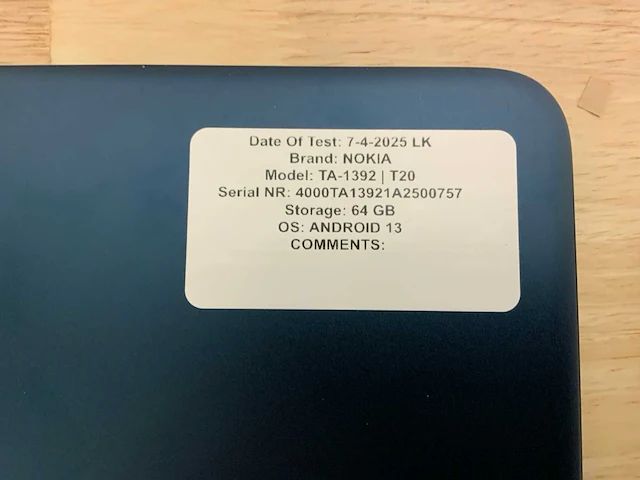 Date Of Test: 7-4-2025 LK
Brand: NOKIA
Model: TA-1392 | T20
Serial NR: 4000TA13921A2500757
Storage: 64 GB
OS: ANDROID 13
COMMENTS: